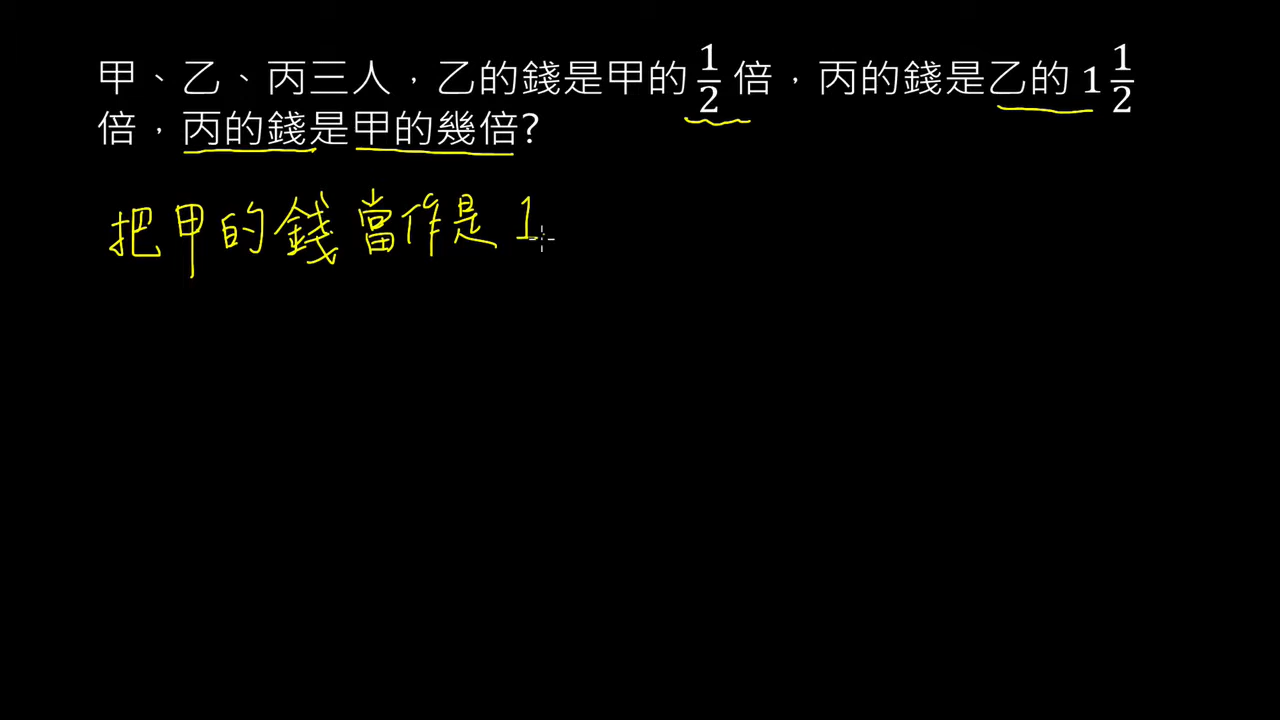 甲、乙、丙三人，乙的錢是甲的 1/2 倍，丙的錢是乙的 1 1/2
倍，丙的錢是甲的幾倍?
把甲的錢當作是 1